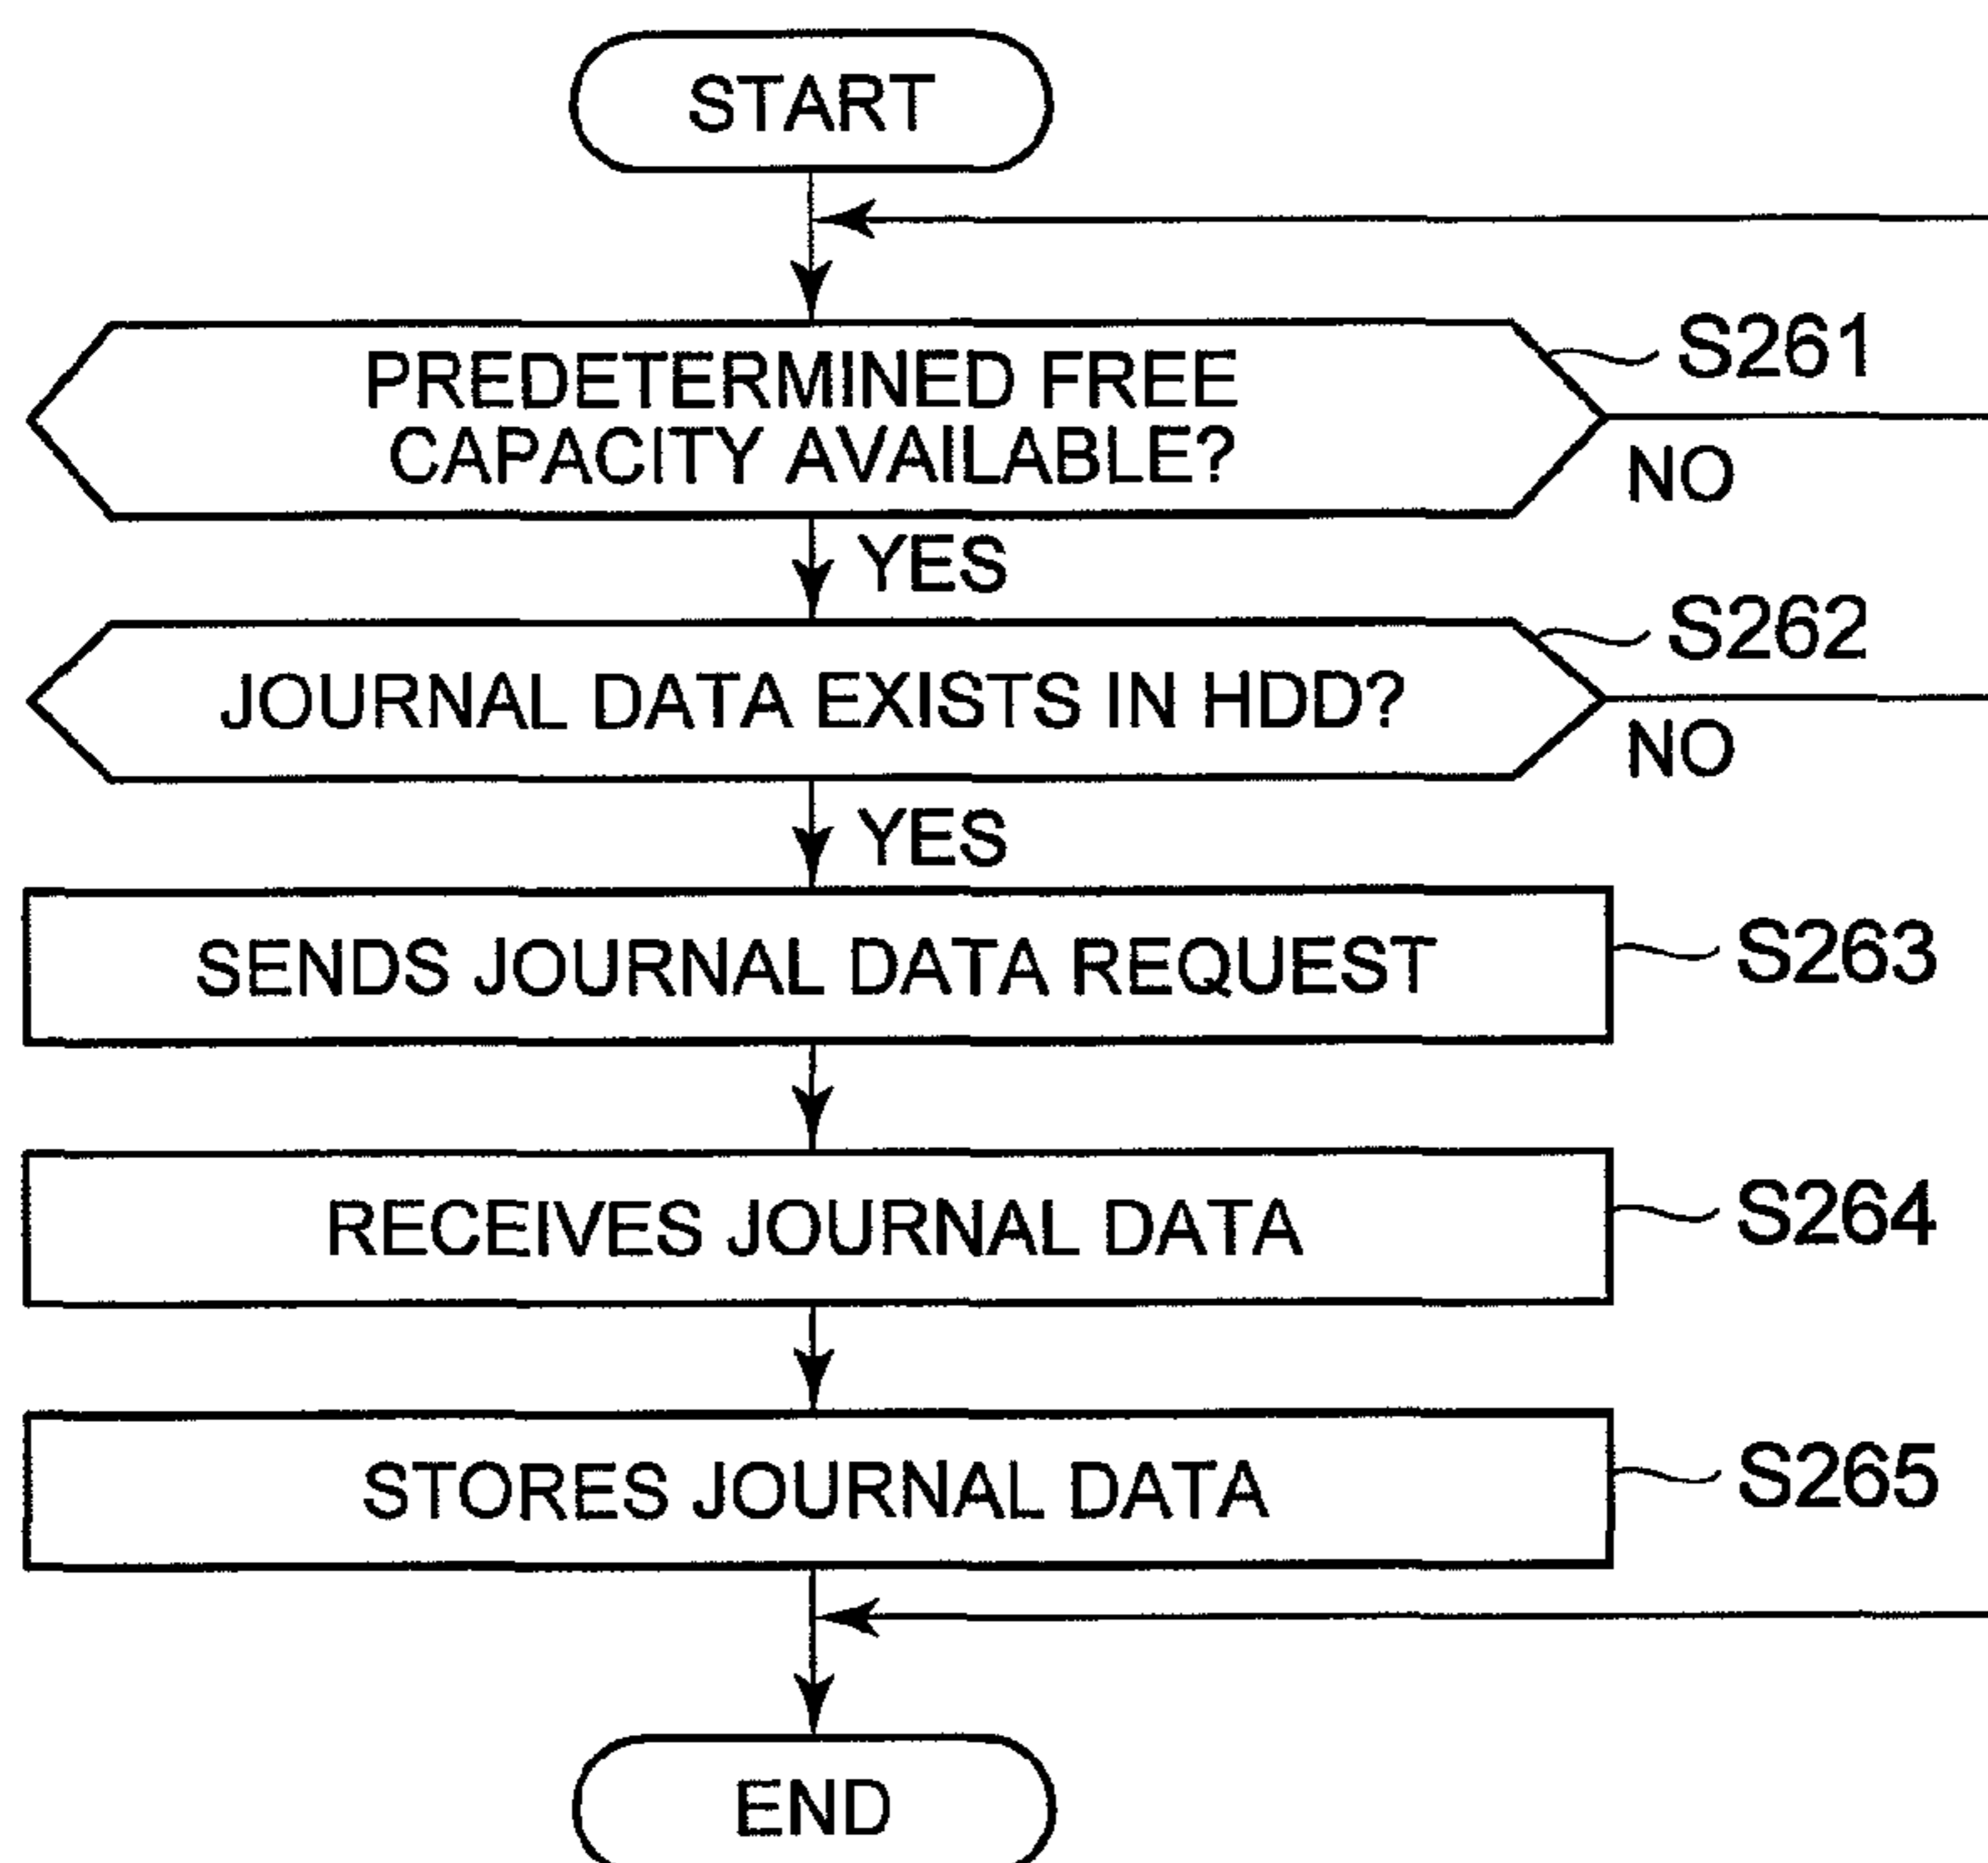 START
PREDETERMINED FREE
CAPACITY AVAILABLE?
S261
NO
YES
JOURNAL DATA EXISTS IN HDD?
S262
NO
YES
SENDS JOURNAL DATA REQUEST
S263
RECEIVES JOURNAL DATA
S264
STORES JOURNAL DATA
S265
END